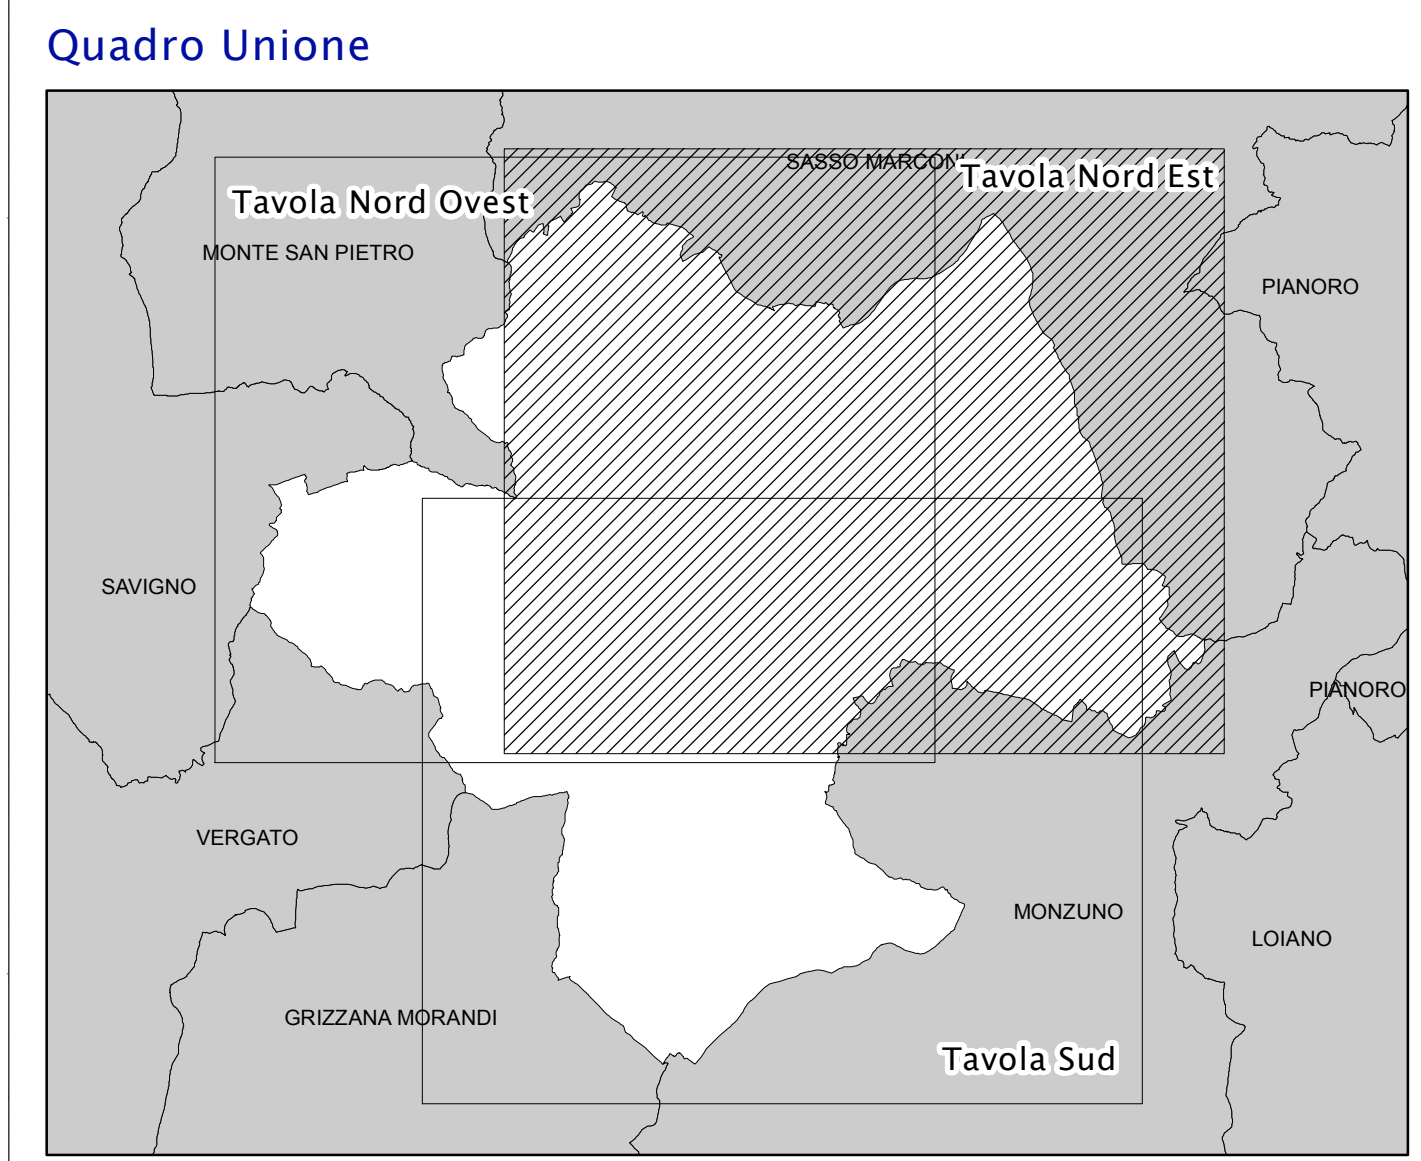 Quadro Unione
SASSO MARCONI
Tavola Nord Est
Tavola Nord Ovest
MONTE SAN PIETRO
PIANORO
SAVIGNO
PIANORO
VERGATO
MONZUNO
LOIANO
GRIZZANA MORANDI
Tavola Sud